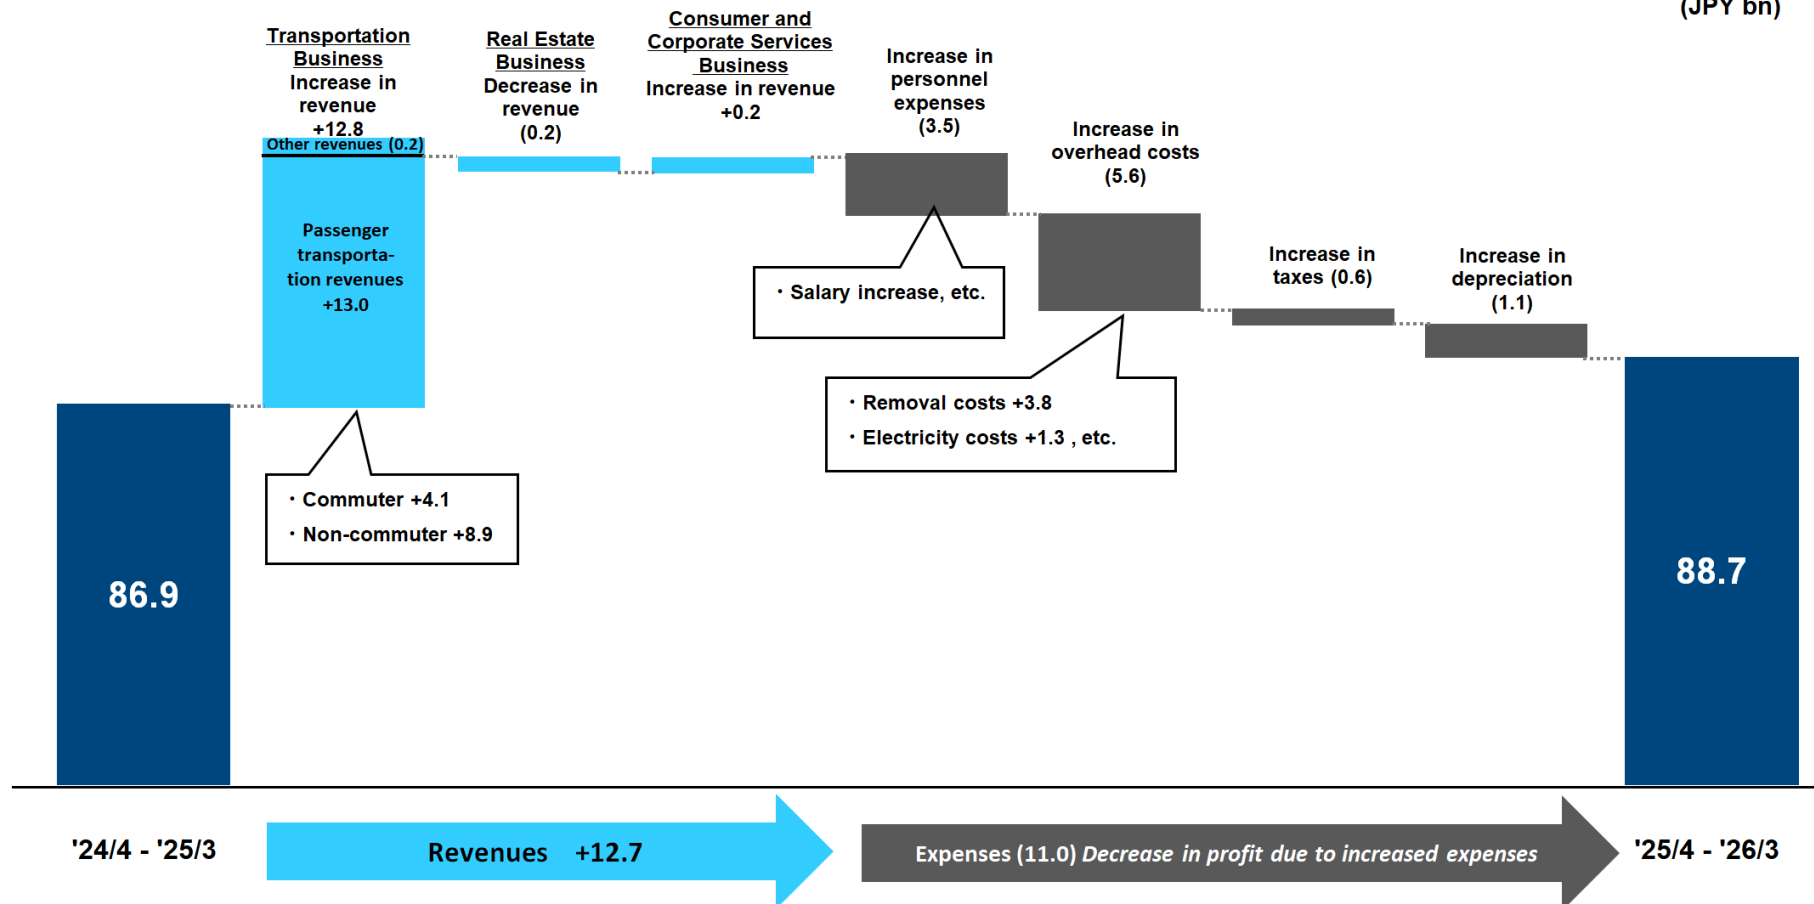 (JPY bn)
Transportation
Business
Increase in
revenue
+12.8
Other revenues (0.2)
Passenger
transporta-
tion revenues
+13.0
Real Estate
Business
Decrease in
revenue
(0.2)
Consumer and
Corporate Services
Business
Increase in revenue
+0.2
Increase in
personnel
expenses
(3.5)
Increase in
overhead costs
(5.6)
Increase in
taxes (0.6)
Increase in
depreciation
(1.1)
・Salary increase, etc.
・Removal costs +3.8
・Electricity costs +1.3 , etc.
・Commuter +4.1
・Non-commuter +8.9
86.9
88.7
'24/4 - '25/3
Revenues +12.7
Expenses (11.0) Decrease in profit due to increased expenses
'25/4 - '26/3